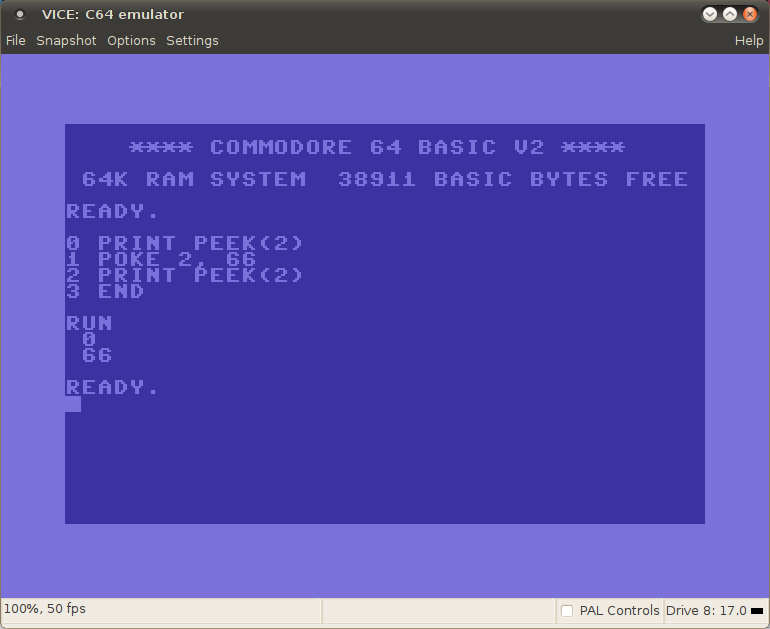 VICE: C64 emulator
File Snapshot Options Settings Help
**** COMMODORE 64 BASIC V2 ****
64K RAM SYSTEM  38911 BASIC BYTES FREE
READY.
0 PRINT PEEK(2)
1 POKE 2, 66
2 PRINT PEEK(2)
3 END
RUN
0
66
READY.
100%, 50 fps PAL Controls Drive 8: 17.0